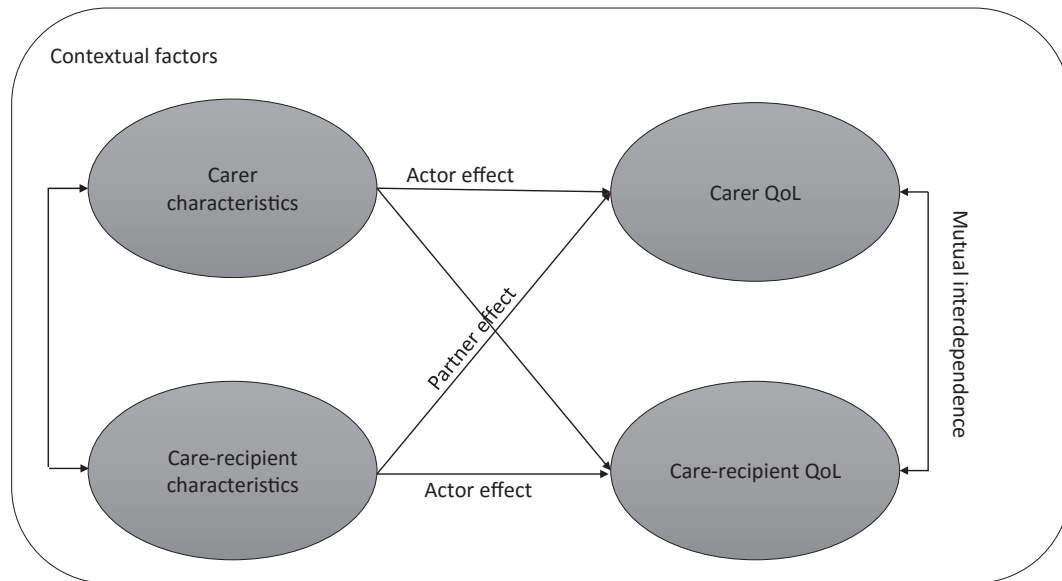 Contextual factors
Carer
characteristics
Actor effect
Carer QoL
Mutual interdependence
Partner effect
Care-recipient
characteristics
Actor effect
Care-recipient QoL